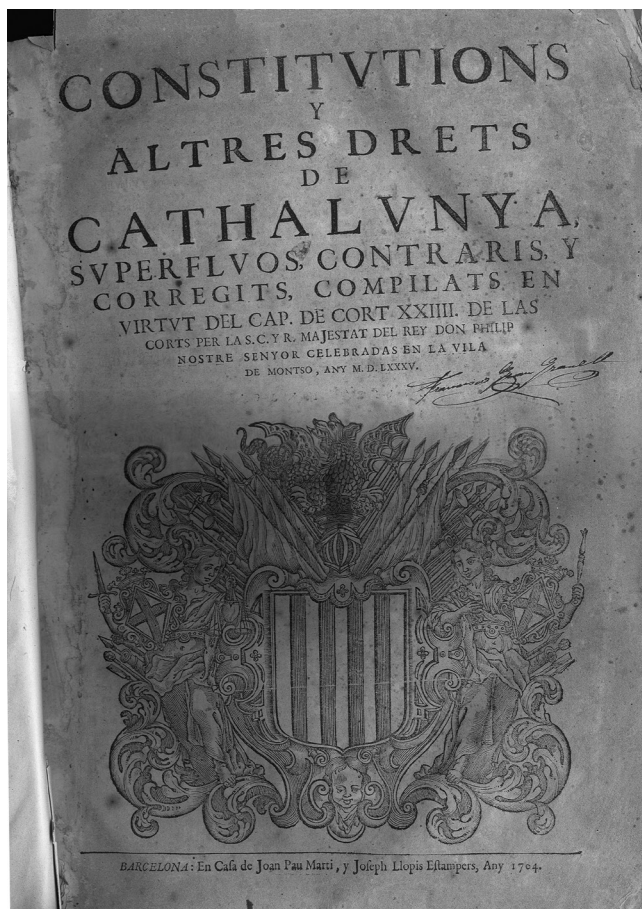 CONSTITVTIONS
Y
ALTRES DRETS
DE
CATHALVNYA,
SVPERFLVOS, CONTRARIS, Y
CORREGITS, COMPILATS EN
VIRTVT DEL CAP. DE CORT XXIIII. DE LAS
CORTS PER LA S. C. Y R. MAJESTAT DEL REY DON PHILIP
NOSTRE SENYOR CELEBRADAS EN LA VILA
DE MONTSO, ANY M. D. LXXXV.
Francisco
BARCELONA: En Caſa de Joan Pau Marti, y Joſeph Llopis Eſtampers, Any 1704.